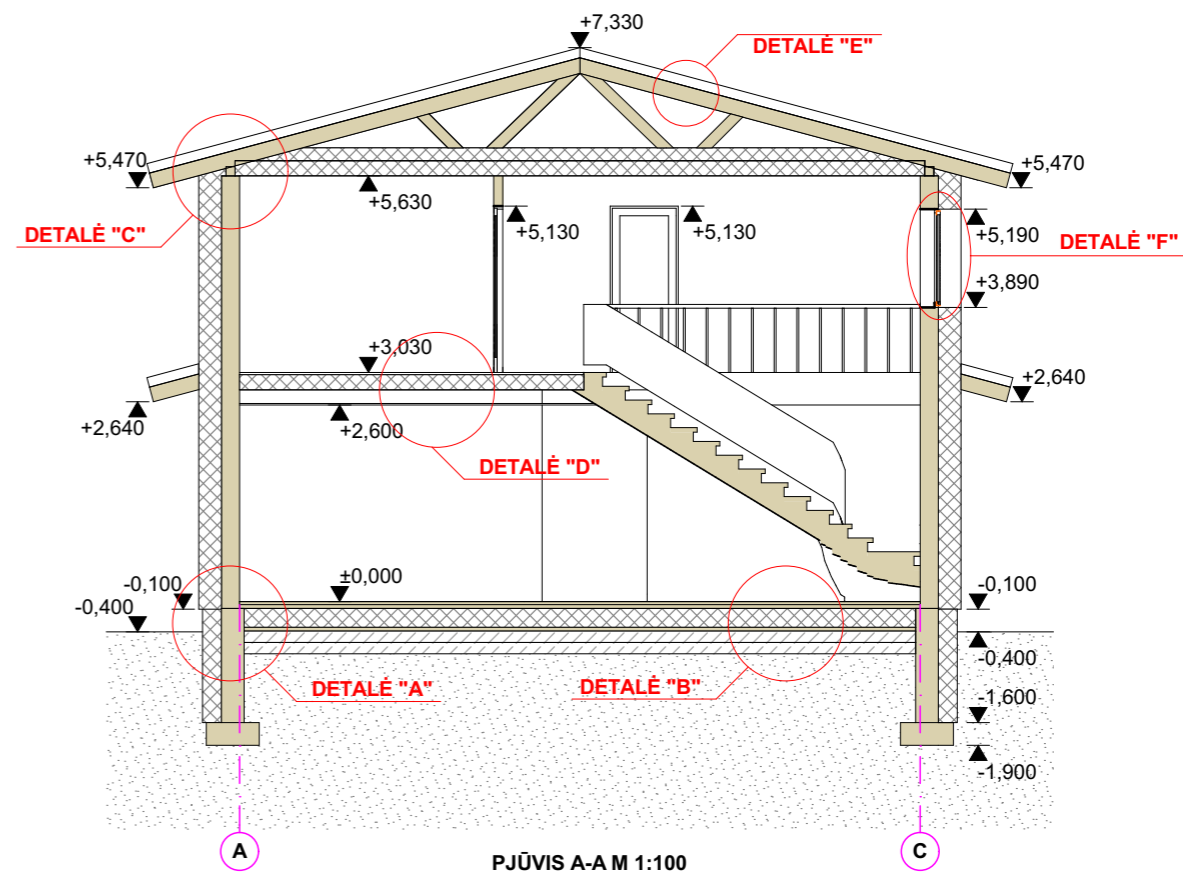 +7,330
DETALĖ "E"
+5,470
+5,470
+5,630
+5,130
+5,130
+5,190
DETALĖ "C"
DETALĖ "F"
+3,890
+3,030
+2,640
+2,640
+2,600
DETALĖ "D"
±0,000
-0,100
-0,100
-0,400
-0,400
DETALĖ "A"
DETALĖ "B"
-1,600
-1,900
A
C
PJŪVIS A-A M 1:100